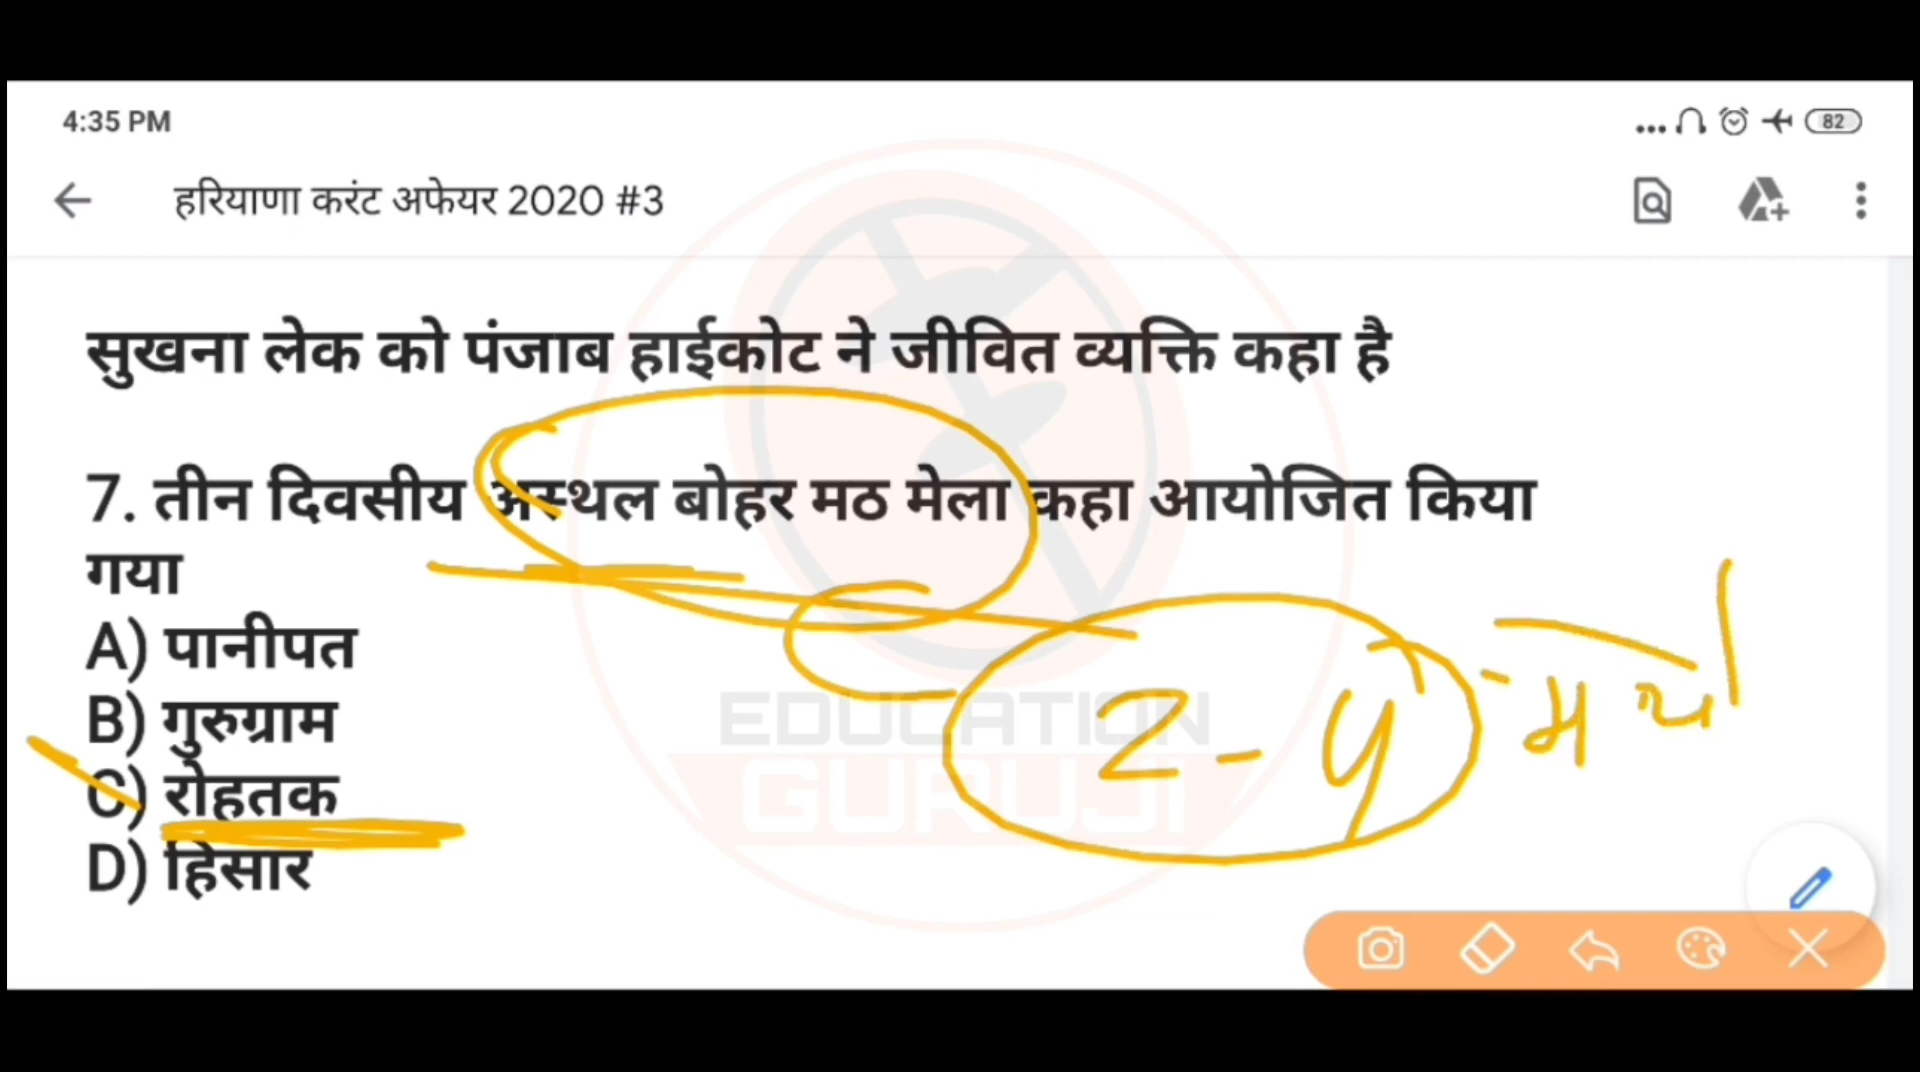 4:35 PM
82
हरियाणा करंट अफेयर 2020 #3
सुखना लेक को पंजाब हाईकोट ने जीवित व्यक्ति कहा है
7. तीन दिवसीय अस्थल बोहर मठ मेला कहा आयोजित किया
गया
A) पानीपत
B) गुरुग्राम
C) रोहतक
D) हिसार
EDUCATION
GURUJI
2 - 4